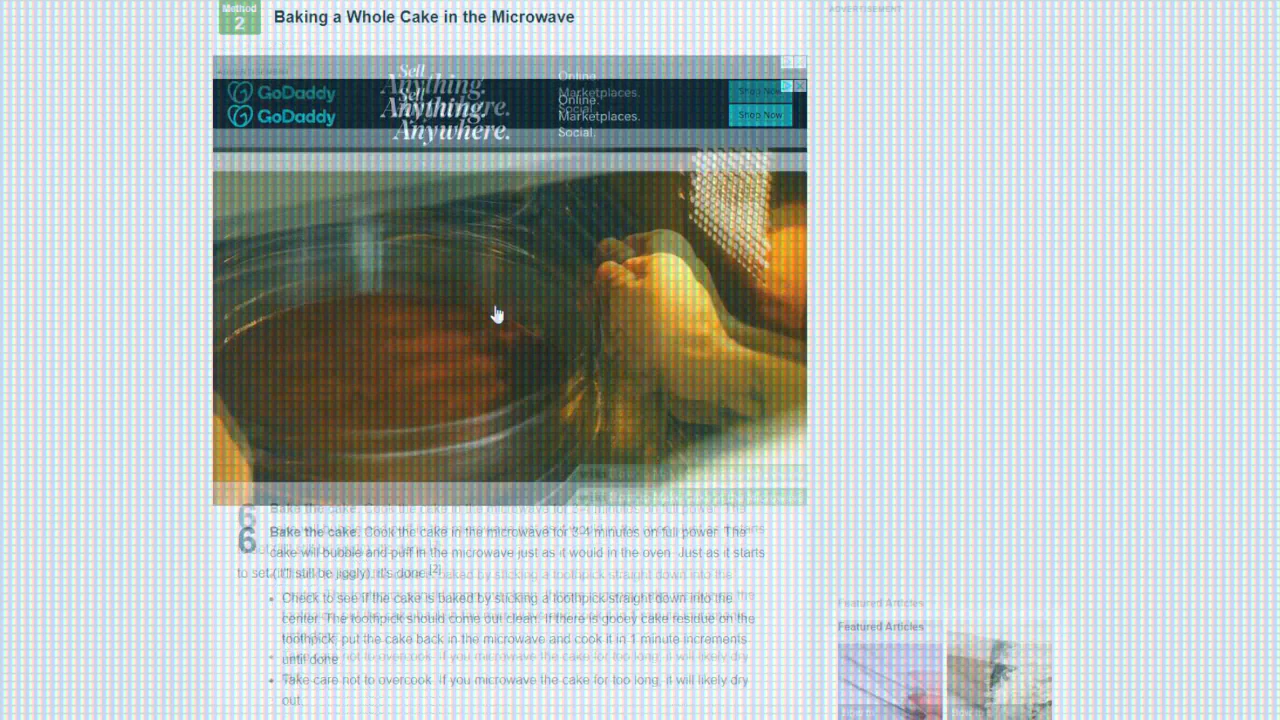 Method
2
Baking a Whole Cake in the Microwave
ADVERTISEMENT
GoDaddy
Sell
Anything.
Anywhere.
Online.
Marketplaces.
Social.
Shop Now
6
Bake the cake. Cook the cake in the microwave for 3-4 minutes on full power. The
cake will bubble and puff in the microwave just as it would in the oven. Just as it starts
to set (it'll still be jiggly), it's done.[2]
Check to see if the cake is baked by sticking a toothpick straight down into the
center. The toothpick should come out clean. If there is gooey cake residue on the
toothpick, put the cake back in the microwave and cook it in 1 minute increments
until done.
Take care not to overcook. If you microwave the cake for too long, it will likely dry
out.
Featured Articles
How to
How to